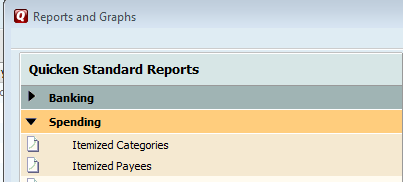 Reports and Graphs
Quicken Standard Reports
Banking
Spending
Itemized Categories
Itemized Payees